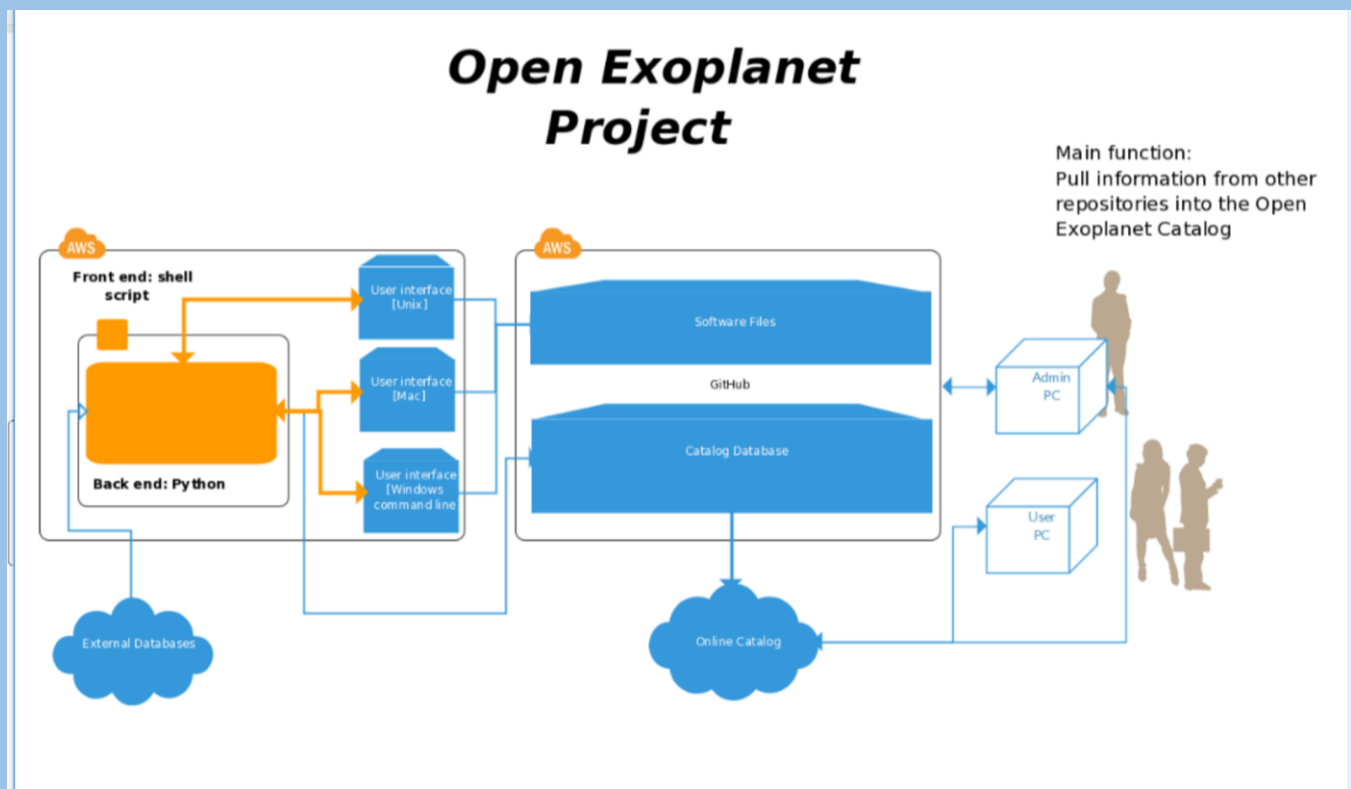 Open Exoplanet
Project
Main function:
Pull information from other
repositories into the Open
Exoplanet Catalog
AWS
Front end: shell
script
Back end: Python
User interface
[Unix]
User interface
[Mac]
User interface
[Windows
command line
External Databases
AWS
Software Files
GitHub
Catalog Database
Online Catalog
Admin
PC
User
PC